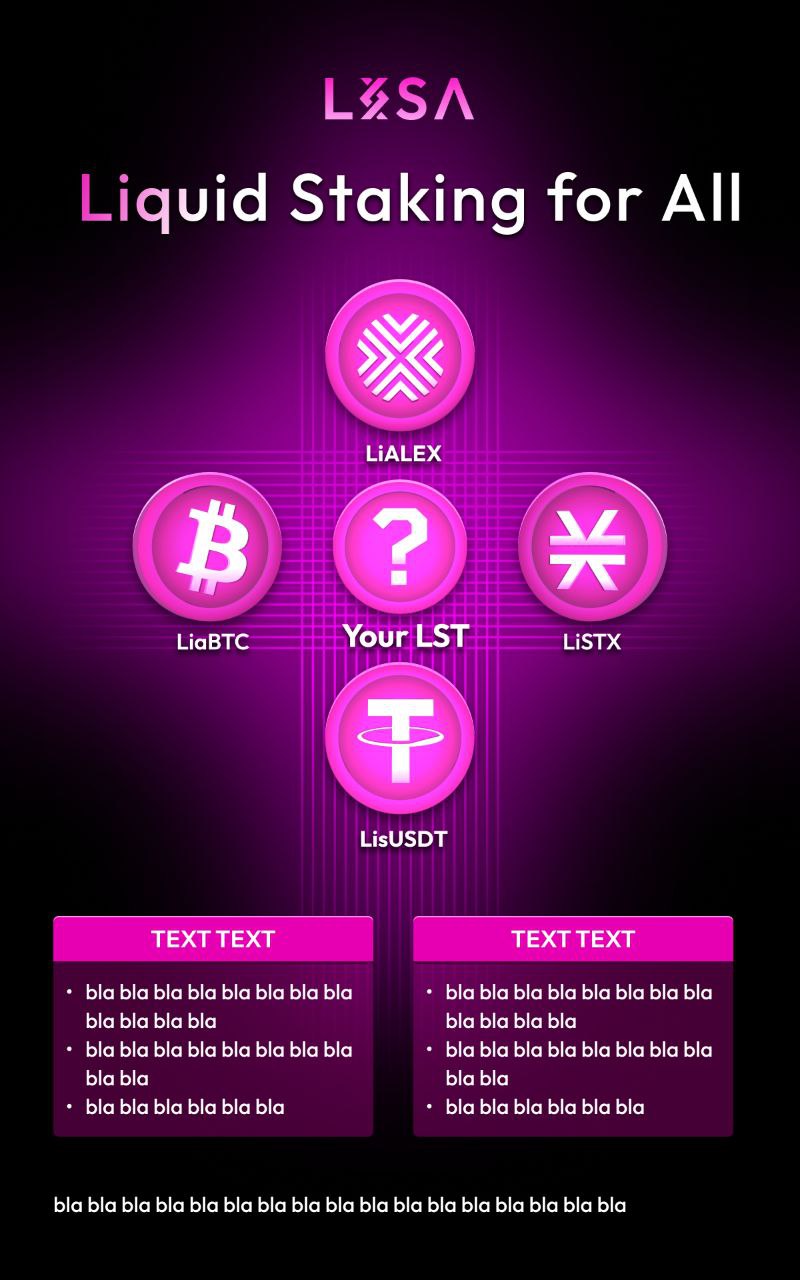 LISA
Liquid Staking for All
LiALEX
?
LiaBTC
Your LST
LiSTX
LisUSDT
TEXT TEXT
• bla bla bla bla bla bla bla bla
bla bla bla bla
• bla bla bla bla bla bla bla bla
bla bla
• bla bla bla bla bla bla
TEXT TEXT
• bla bla bla bla bla bla bla bla
bla bla bla bla
• bla bla bla bla bla bla bla bla
bla bla
• bla bla bla bla bla bla
bla bla bla bla bla bla bla bla bla bla bla bla bla bla bla bla bla